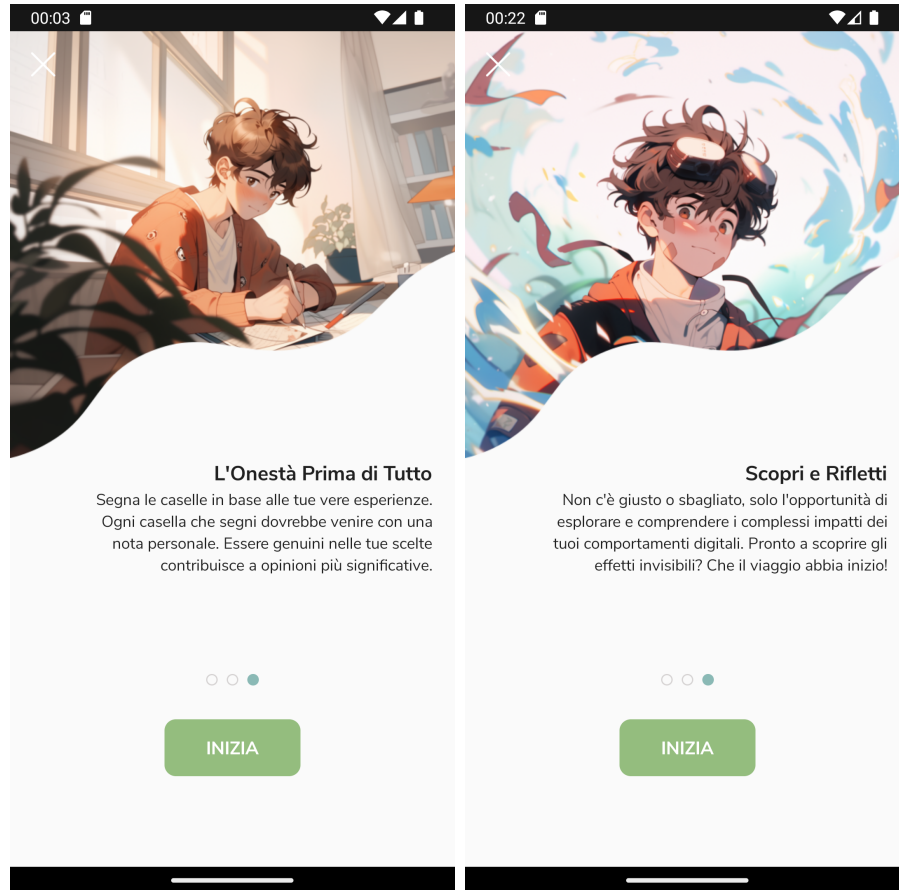 00:03
L'Onestà Prima di Tutto
Segna le caselle in base alle tue vere esperienze.
Ogni casella che segni dovrebbe venire con una
nota personale. Essere genuini nelle tue scelte
contribuisce a opinioni più significative.
INIZIA
00:22
Scopri e Rifletti
Non c'è giusto o sbagliato, solo l'opportunità di
esplorare e comprendere i complessi impatti dei
tuoi comportamenti digitali. Pronto a scoprire gli
effetti invisibili? Che il viaggio abbia inizio!
INIZIA